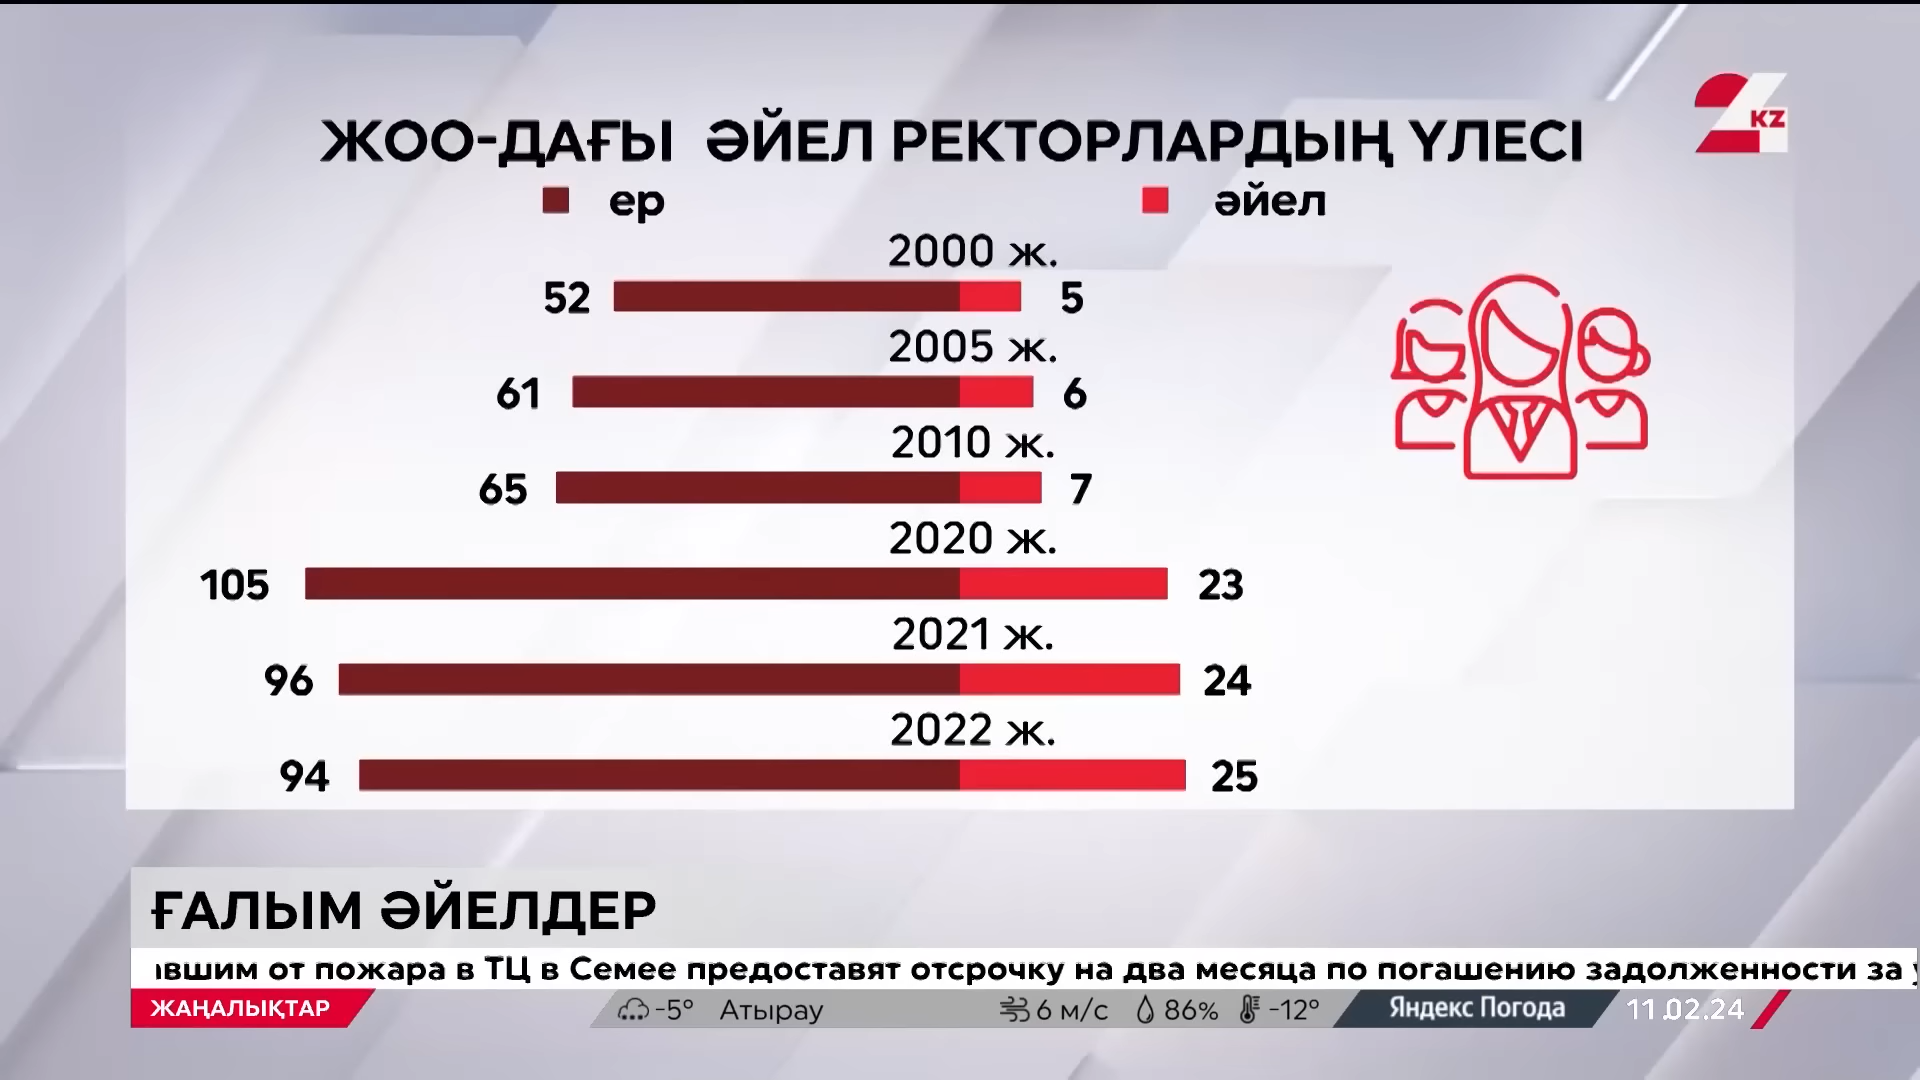 KZ
ЖОО-ДАҒЫ ӘЙЕЛ РЕКТОРЛАРДЫҢ ҮЛЕСІ
ер әйел
2000 ж.
52 5
2005 ж.
61 6
2010 ж.
65 7
2020 ж.
105 23
2021 ж.
96 24
2022 ж.
94 25
ҒАЛЫМ ӘЙЕЛДЕР
от пожара в ТЦ в Семее предоставят отсрочку на два месяца по погашению задолженности за
ЖАҢАЛЫҚТАР -5° Атырау 6 м/с 86% -12° Яндекс Погода 11.02.24